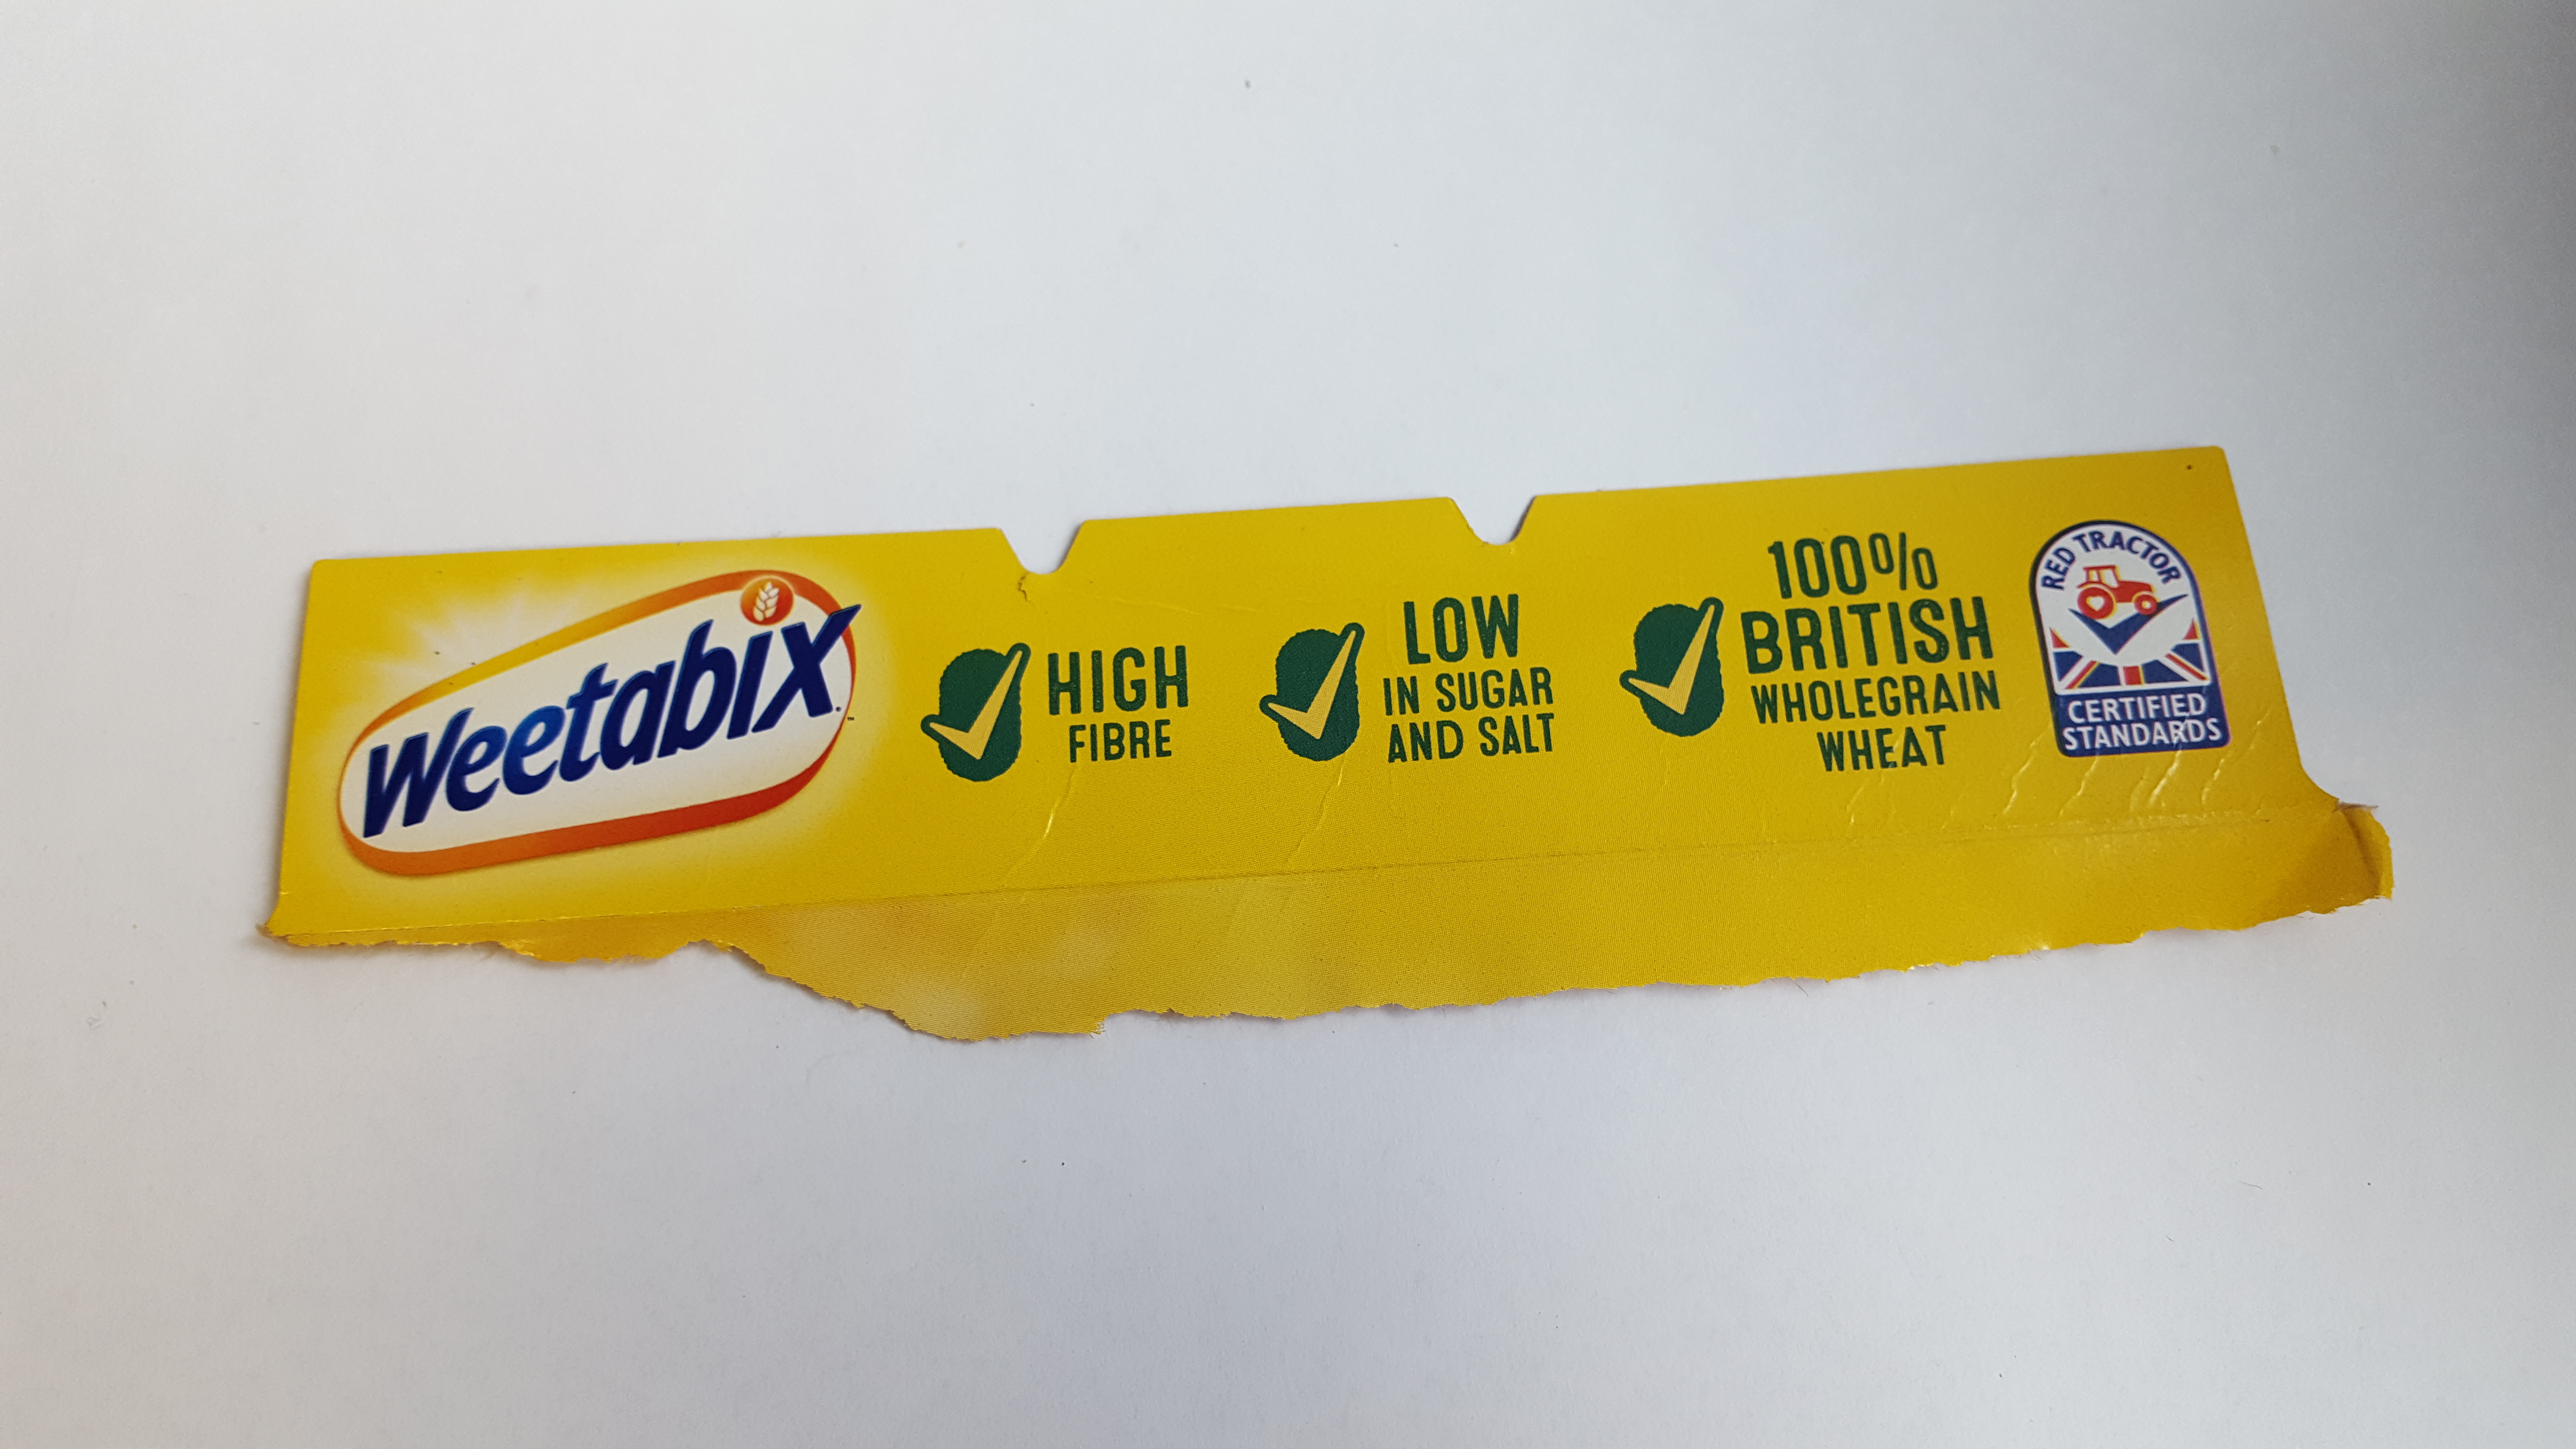 Weetabix
HIGH
FIBRE
LOW
IN SUGAR
AND SALT
100%
BRITISH
WHOLEGRAIN
WHEAT
RED TRACTOR
CERTIFIED
STANDARDS